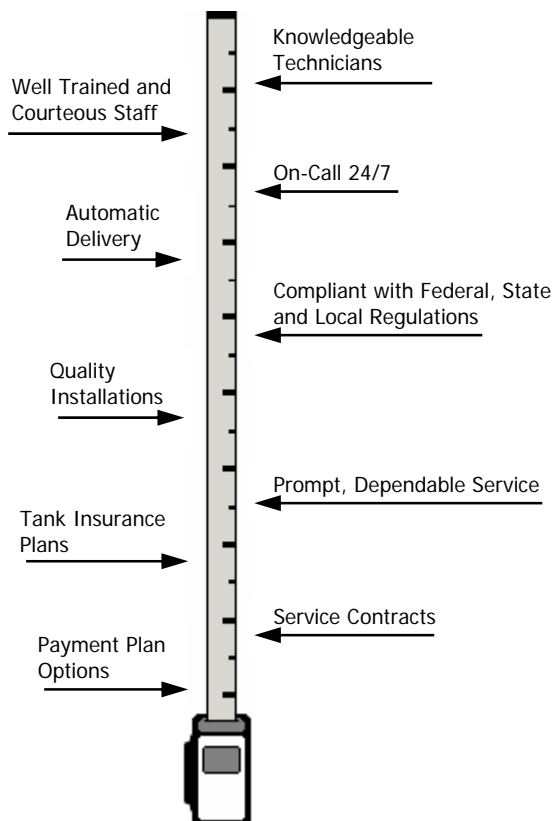 Knowledgeable
Technicians
Well Trained and
Courteous Staff
On-Call 24/7
Automatic
Delivery
Compliant with Federal, State
and Local Regulations
Quality
Installations
Prompt, Dependable Service
Tank Insurance
Plans
Service Contracts
Payment Plan
Options